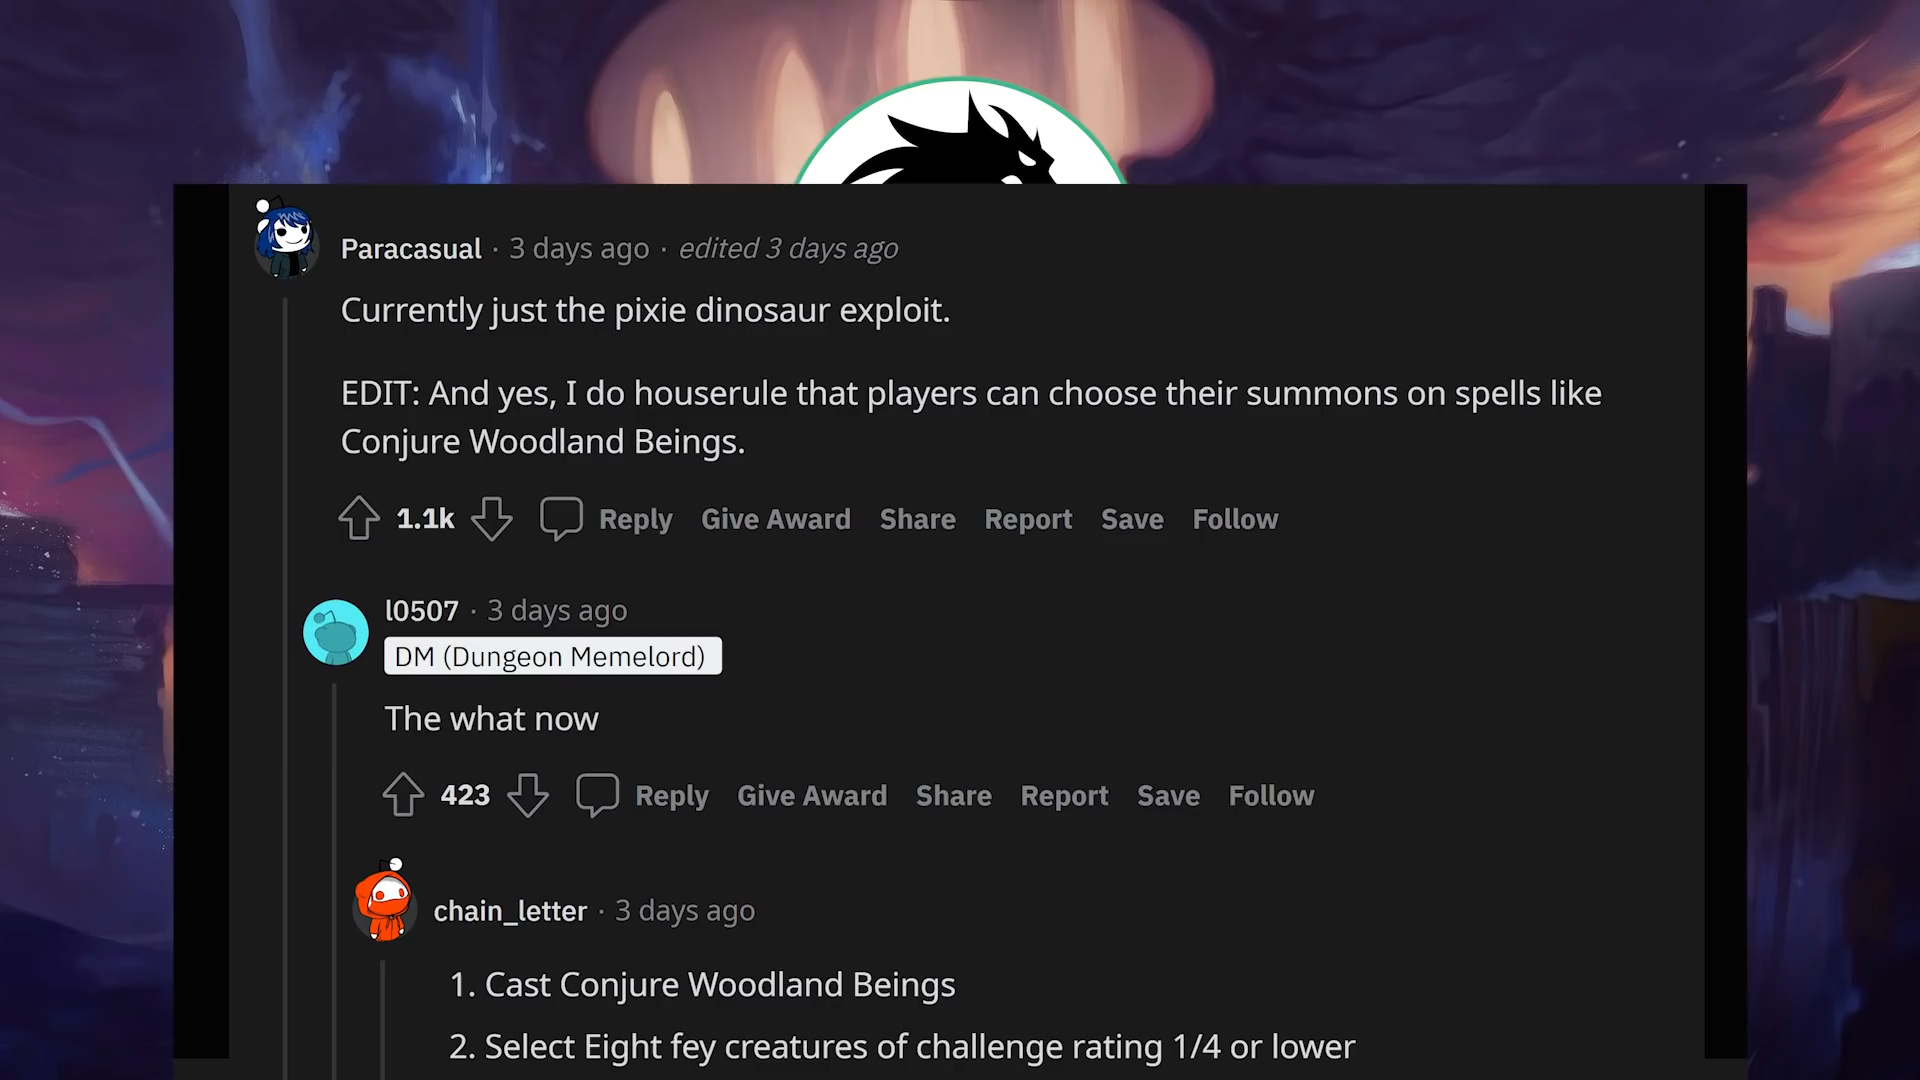 Paracasual · 3 days ago · edited 3 days ago
Currently just the pixie dinosaur exploit.
EDIT: And yes, I do houserule that players can choose their summons on spells like
Conjure Woodland Beings.
1.1k Reply Give Award Share Report Save Follow
l0507 · 3 days ago
DM (Dungeon Memelord)
The what now
423 Reply Give Award Share Report Save Follow
chain_letter · 3 days ago
1. Cast Conjure Woodland Beings
2. Select Eight fey creatures of challenge rating 1/4 or lower